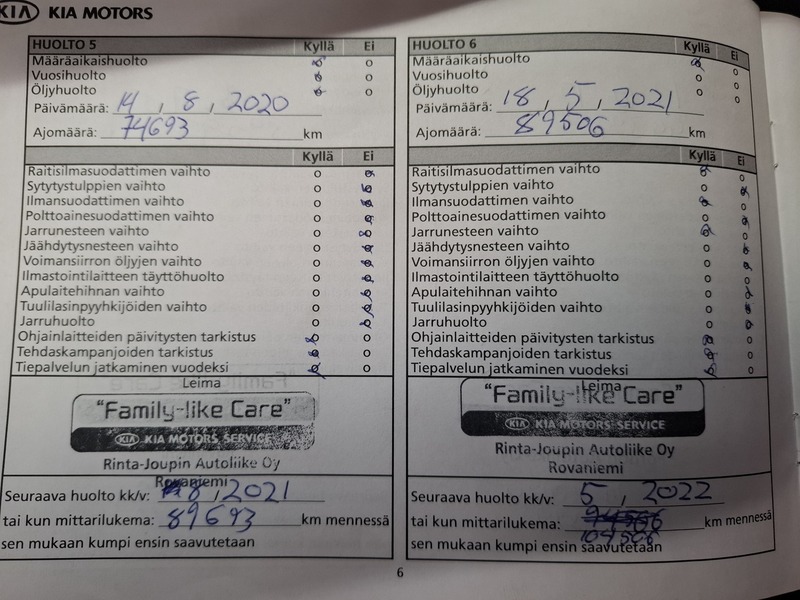 KIA KIA MOTORS
HUOLTO 5 Kyllä Ei
Määräaikaishuolto o o
Vuosihuolto o o
Öljyhuolto o o
Päivämäärä: 14 , 8 , 2020
Ajomäärä: 74693 km
Kyllä Ei
Raitisilmasuodattimen vaihto o o
Sytytystulppien vaihto o o
Ilmansuodattimen vaihto o o
Polttoainesuodattimen vaihto o o
Jarrunesteen vaihto o o
Jäähdytysnesteen vaihto o o
Voimansiirron öljyjen vaihto o o
Ilmastointilaitteen täyttöhuolto o o
Apulaitehihnan vaihto o o
Tuulilasinpyyhkijöiden vaihto o o
Jarruhuolto o o
Ohjainlaitteiden päivitysten tarkistus o o
Tehdaskampanjoiden tarkistus o o
Tiepalvelun jatkaminen vuodeksi o o
Leima
"Family-like Care"
KIA KIA MOTORS SERVICE
Rinta-Joupin Autoliike Oy
Rovaniemi
Seuraava huolto kk/v: 8 , 2021
tai kun mittarilukema: 89693 km mennessä
sen mukaan kumpi ensin saavutetaan
HUOLTO 6 Kyllä Ei
Määräaikaishuolto o o
Vuosihuolto o o
Öljyhuolto o o
Päivämäärä: 18 , 5 , 2021
Ajomäärä: 89506 km
Kyllä Ei
Raitisilmasuodattimen vaihto o o
Sytytystulppien vaihto o o
Ilmansuodattimen vaihto o o
Polttoainesuodattimen vaihto o o
Jarrunesteen vaihto o o
Jäähdytysnesteen vaihto o o
Voimansiirron öljyjen vaihto o o
Ilmastointilaitteen täyttöhuolto o o
Apulaitehihnan vaihto o o
Tuulilasinpyyhkijöiden vaihto o o
Jarruhuolto o o
Ohjainlaitteiden päivitysten tarkistus o o
Tehdaskampanjoiden tarkistus o o
Tiepalvelun jatkaminen vuodeksi o o
Leima
"Family-like Care"
KIA KIA MOTORS SERVICE
Rinta-Joupin Autoliike Oy
Rovaniemi
Seuraava huolto kk/v: 5 , 2022
tai kun mittarilukema: km mennessä
104506
sen mukaan kumpi ensin saavutetaan
6